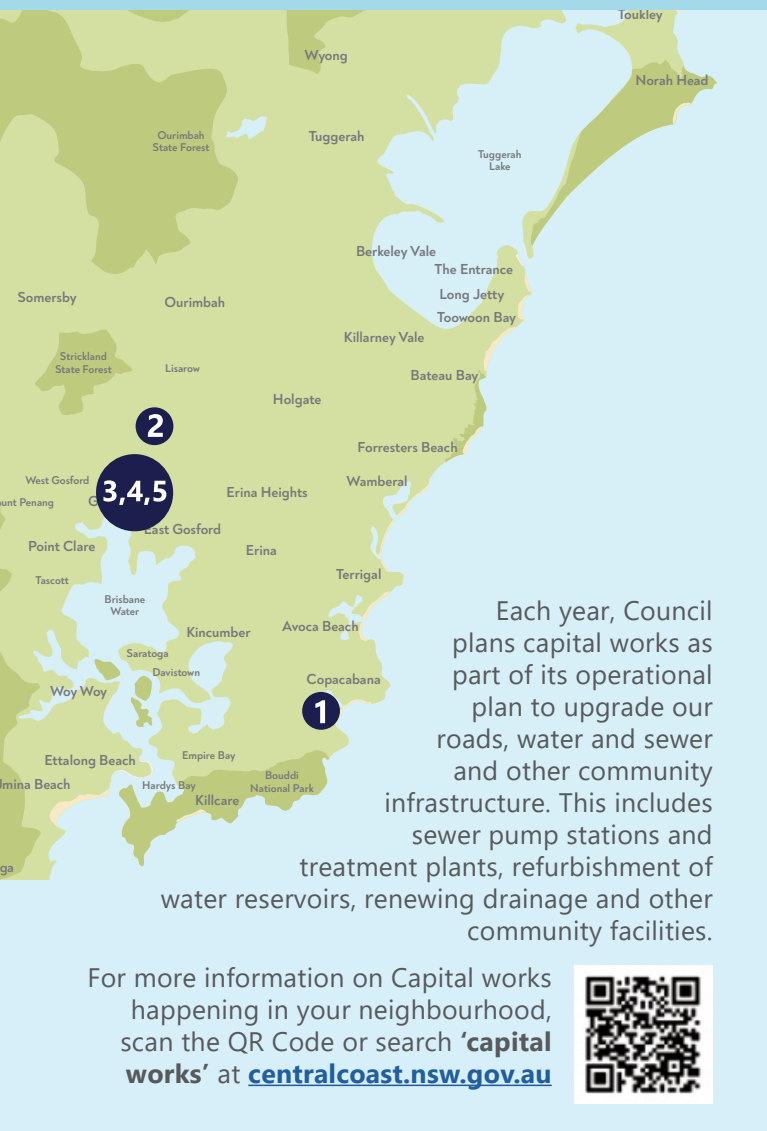 Toukley
Wyong
Norah Head
Ourimbah
State Forest
Tuggerah
Tuggerah
Lake
Berkeley Vale
The Entrance
Somersby
Ourimbah
Long Jetty
Toowoon Bay
Killarney Vale
Strickland
State Forest
Lisarow
Bateau Bay
Holgate
2
Forresters Beach
West Gosford
Wamberal
3,4,5
Erina Heights
unt Penang
G
East Gosford
Point Clare
Erina
Tascott
Terrigal
Brisbane
Water
Kincumber
Avoca Beach
Saratoga
Davistown
Copacabana
Woy Woy
1
Ettalong Beach
Empire Bay
Bouddi
National Park
Umina Beach
Hardys Bay
Killcare
ga
Each year, Council
plans capital works as
part of its operational
plan to upgrade our
roads, water and sewer
and other community
infrastructure. This includes
sewer pump stations and
treatment plants, refurbishment of
water reservoirs, renewing drainage and other
community facilities.
For more information on Capital works
happening in your neighbourhood,
scan the QR Code or search ‘capital
works’ at centralcoast.nsw.gov.au